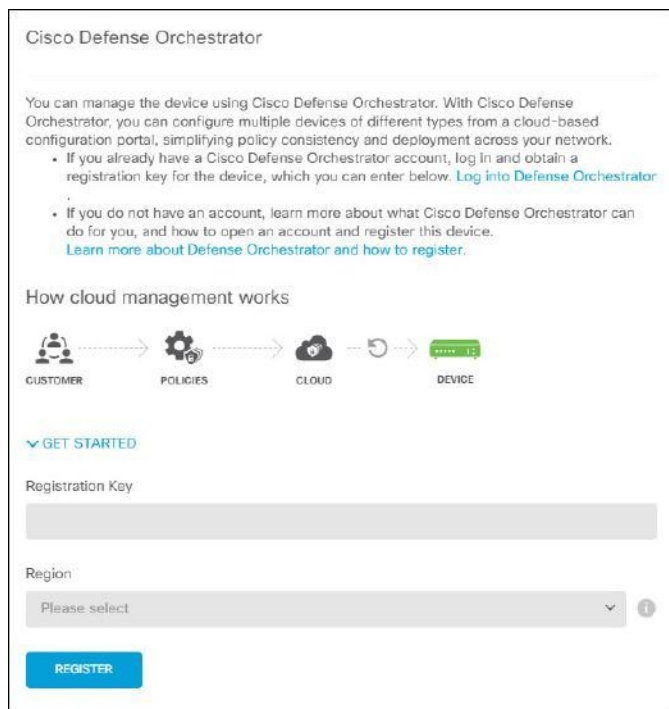 Cisco Defense Orchestrator
You can manage the device using Cisco Defense Orchestrator. With Cisco Defense
Orchestrator, you can configure multiple devices of different types from a cloud-based
configuration portal, simplifying policy consistency and deployment across your network.
• If you already have a Cisco Defense Orchestrator account, log in and obtain a
registration key for the device, which you can enter below. Log into Defense Orchestrator
.
• If you do not have an account, learn more about what Cisco Defense Orchestrator can
do for you, and how to open an account and register this device.
Learn more about Defense Orchestrator and how to register.
How cloud management works
CUSTOMER POLICIES CLOUD DEVICE
GET STARTED
Registration Key
Region
Please select
REGISTER